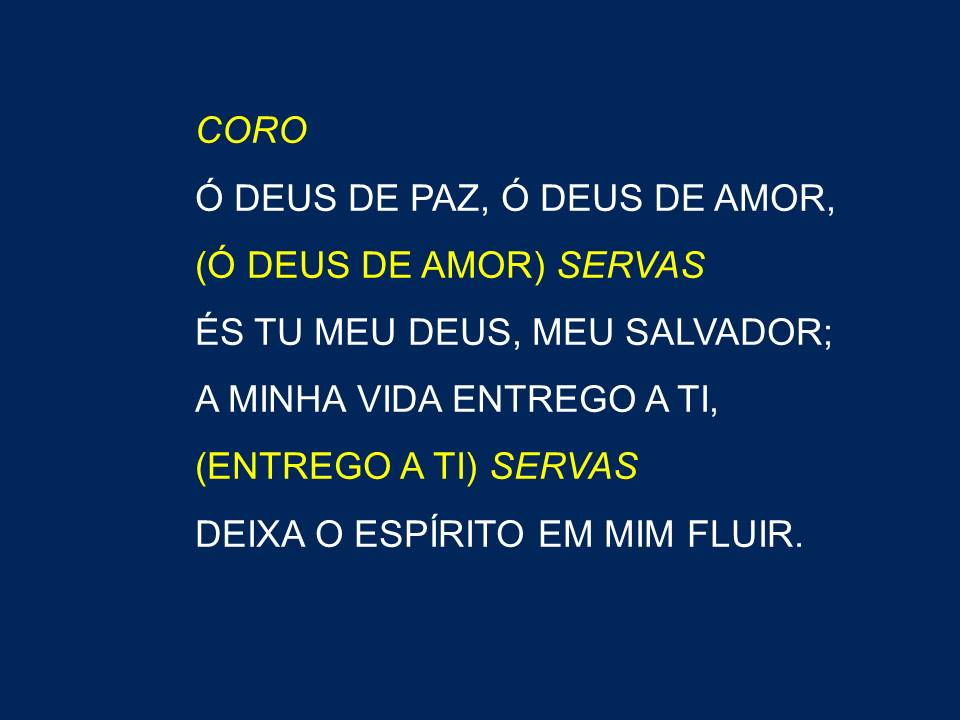 CORO
Ó DEUS DE PAZ, Ó DEUS DE AMOR,
(Ó DEUS DE AMOR) SERVAS
ÉS TU MEU DEUS, MEU SALVADOR;
A MINHA VIDA ENTREGO A TI,
(ENTREGO A TI) SERVAS
DEIXA O ESPÍRITO EM MIM FLUIR.